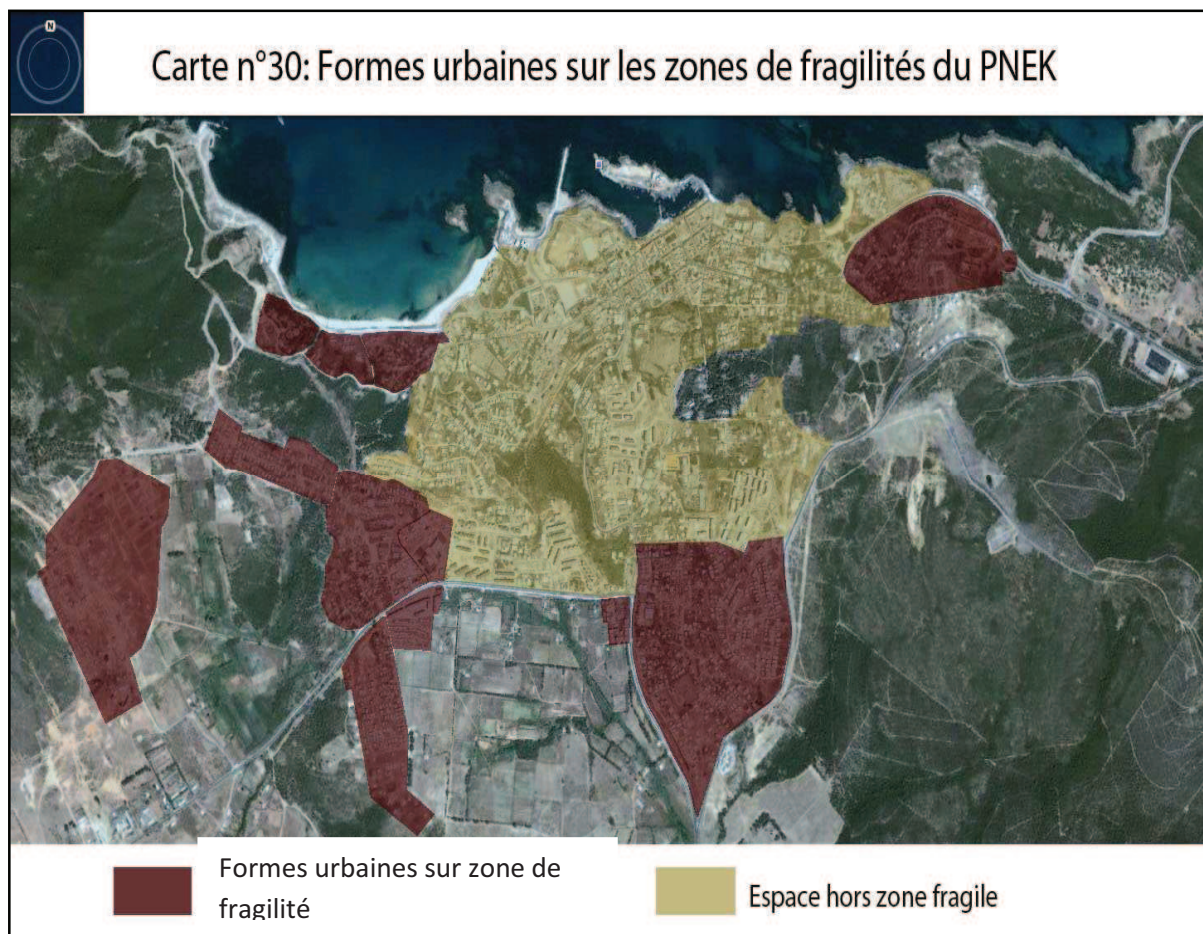 N
Carte n°30: Formes urbaines sur les zones de fragilités du PNEK
Formes urbaines sur zone de
fragilité
Espace hors zone fragile